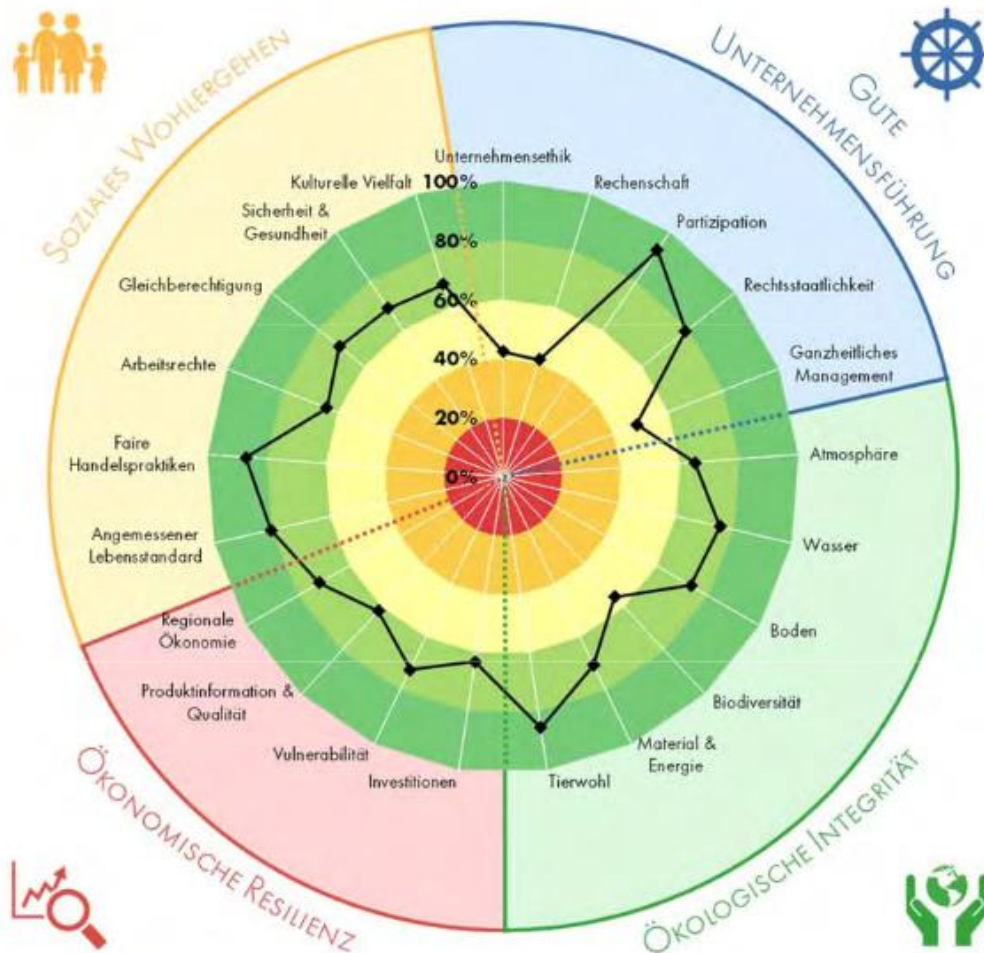 SOZIALES WOHLERGEHEN
GUTE
UNTERNEHMENSFÜHRUNG
Unternehmensethik
Rechenschaft
Partizipation
Rechtsstaatlichkeit
Ganzheitliches
Management
Atmosphäre
Wasser
Boden
Biodiversität
Material &
Energie
Tierwohl
Investitionen
Vulnerabilität
Produktinformation &
Qualität
Regionale
Ökonomie
Angemessener
Lebensstandard
Faire
Handelspraktiken
Arbeitsrechte
Gleichberechtigung
Sicherheit &
Gesundheit
Kulturelle Vielfalt
100%
80%
60%
40%
20%
0%
ÖKONOMISCHE RESILIENZ
ÖKOLOGISCHE INTEGRITÄT